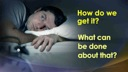 How do we
get it?
What can
be done
about that?